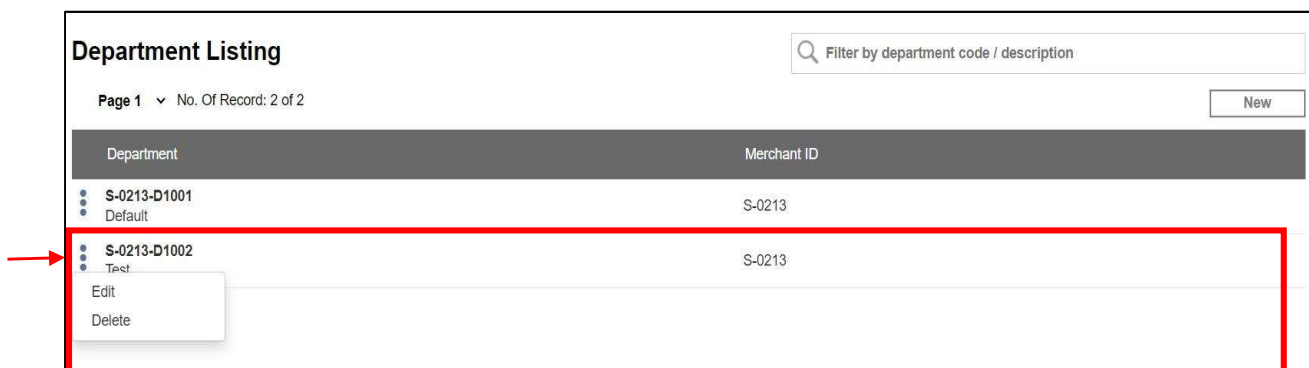 Department Listing
Filter by department code / description
Page 1 No. Of Record: 2 of 2
New
Department Merchant ID
S-0213-D1001
Default
S-0213
S-0213-D1002
Test
S-0213
Edit
Delete